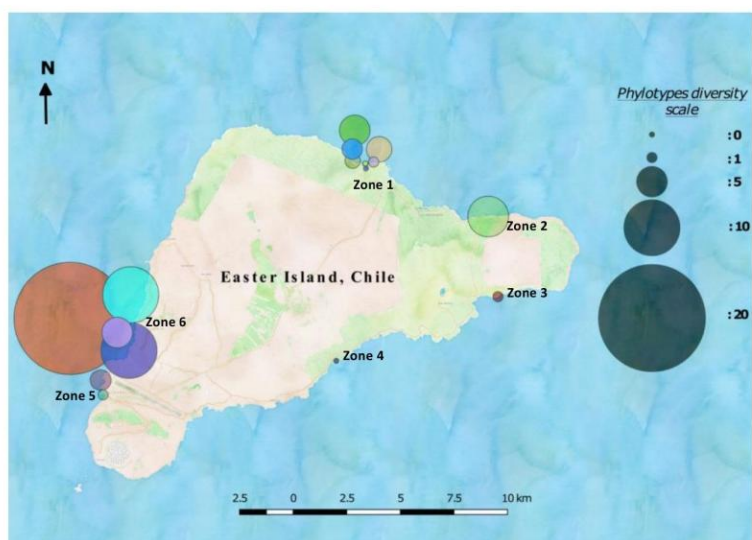 N
Phylotypes diversity
scale
:0
:1
:5
:10
:20
Zone 1
Zone 2
Easter Island, Chile
Zone 3
Zone 6
Zone 4
Zone 5
2.5 0 2.5 5 7.5 10 km